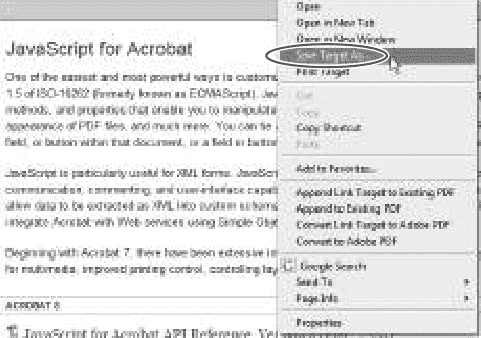 Open
Open in New Tab
Open in New Window
Save Target As...
Print Target
Cut
Copy
Copy Shortcut
Paste
Add to Favorites...
Append Link Target to Existing PDF
Append to Existing PDF
Convert Link Target to Adobe PDF
Convert to Adobe PDF
Google Search
Send To
Page Info
Properties
JavaScript for Acrobat
One of the easiest and most powerful ways to customi
1.5 of ISO-16262 (formerly known as ECMAScript). Jav
methods, and properties that enable you to manipulate
appearance of PDF files, and much more. You can tie
field, or button within that document, or a field or button
JavaScript is particularly useful for XML forms. JavaScri
communication, commenting, and user-interface capabi
allow data to be extracted as XML into custom schema
integrate Acrobat with Web services using Simple Obje
Beginning with Acrobat 7, there have been extensive im
for multimedia, improved printing control, controlling lay
ACROBAT 8
JavaScript for Acrobat API Reference, Ver